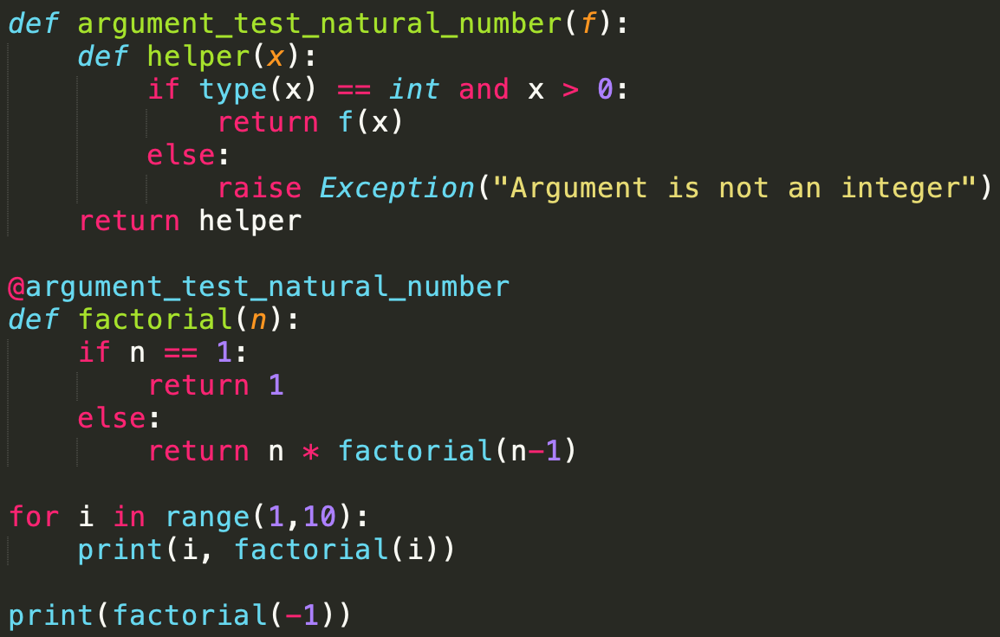 def argument_test_natural_number(f):
    def helper(x):
        if type(x) == int and x > 0:
            return f(x)
        else:
            raise Exception("Argument is not an integer")
    return helper

@argument_test_natural_number
def factorial(n):
    if n == 1:
        return 1
    else:
        return n * factorial(n-1)

for i in range(1,10):
    print(i, factorial(i))

print(factorial(-1))